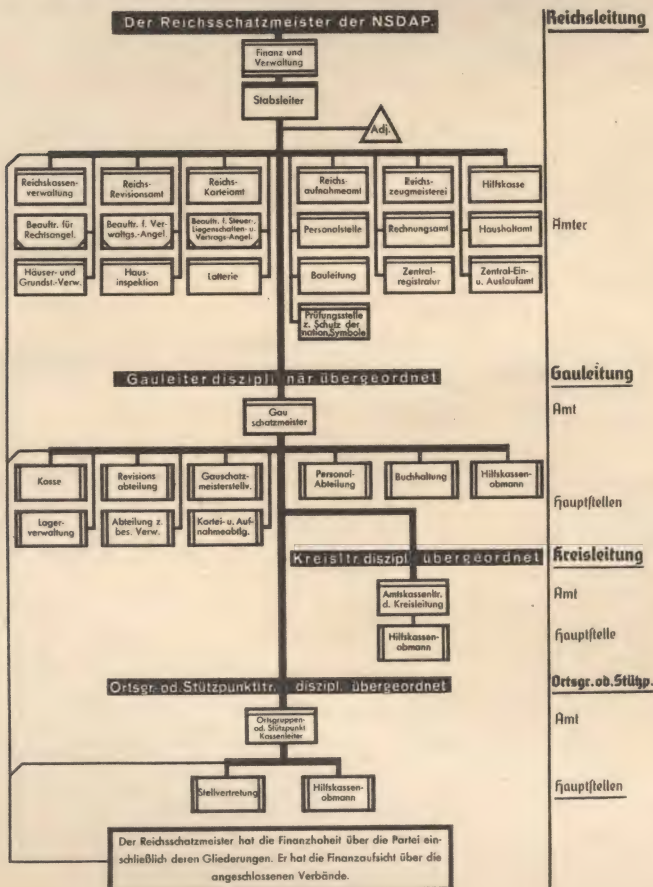 Der Reichsschatzmeister der NSDAP.
Reichsleitung
Finanz und
Verwaltung
Stabsleiter
Adj.
Reichskassen-
verwaltung
Reichs-
Revisionsamt
Reichs-
Karteiamt
Reichs-
aufnahmeamt
Reichs-
zeugmeisterei
Hilfskasse
Beauftr. für
Rechtsangel.
Beauftr. f. Ver-
waltgs.-Angel.
Beauftr. f. Steuer-,
Liegenschaften- u.
Vertrags-Angel.
Personalstelle
Rechnungsamt
Haushaltamt
Ämter
Häuser- und
Grundst.-Verw.
Haus-
inspektion
Lotterie
Bauleitung
Zentral-
registratur
Zentral-Ein-
u. Auslaufamt
Prüfungsstelle
z. Schutz der
nation. Symbole
Gauleiter diszipli när übergeordnet
Gauleitung
Gau
schatzmeister
Amt
Kasse
Revisions
abteilung
Gauschatz-
meisterstellv.
Personal-
Abteilung
Buchhaltung
Hilfskassen-
obmann
Hauptstellen
Lager-
verwaltung
Abteilung z.
bes. Verw.
Kartei- u. Auf-
nahmeabtlg.
Kreisltr. diszipl. übergeordnet
Kreisleitung
Amtskassenltr.
d. Kreisleitung
Amt
Hilfskassen-
obmann
Hauptstelle
Ortsgr. od. Stützpunktltr. diszipl. übergeordnet
Ortsgr. od. Stützp.
Ortsgruppen-
od. Stützpunkt
Kassenleiter
Amt
Stellvertretung
Hilfskassen-
obmann
Hauptstellen
Der Reichsschatzmeister hat die Finanzhoheit über die Partei ein-
schließlich deren Gliederungen. Er hat die Finanzaufsicht über die
angeschlossenen Verbände.